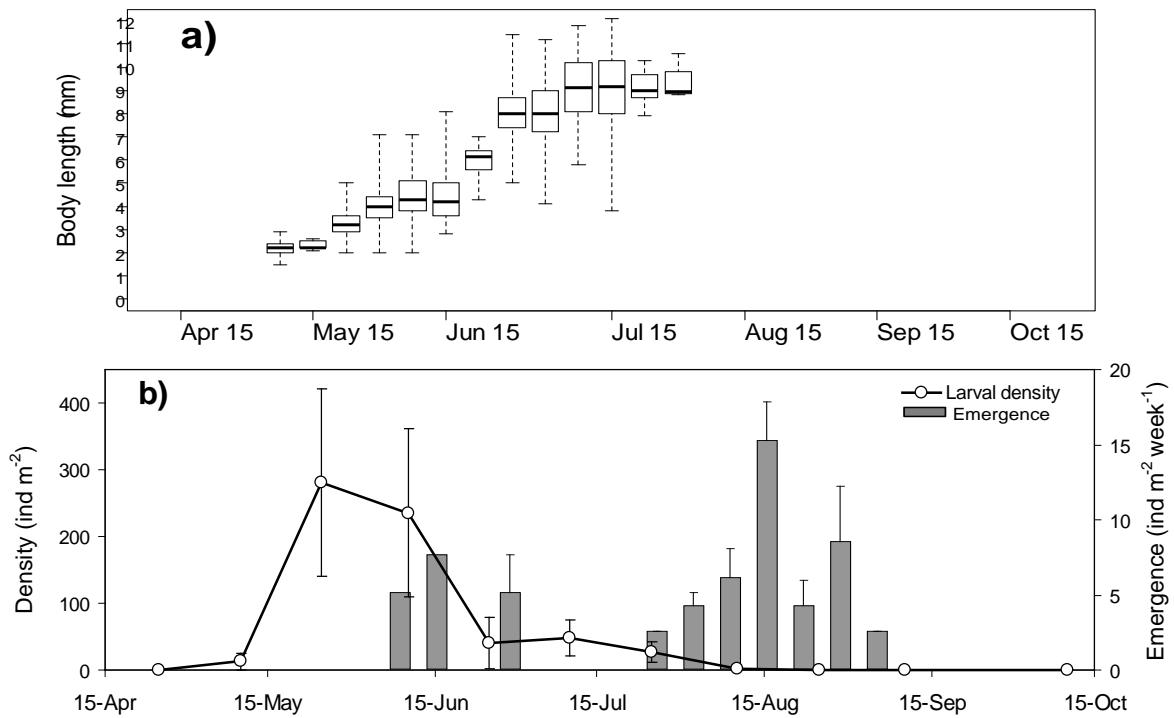 a)
Body length (mm)
12
11
10
9
8
7
6
5
4
3
2
1
0
Apr 15 May 15 Jun 15 Jul 15 Aug 15 Sep 15 Oct 15
b)
Larval density
Emergence
Density (ind m-2)
400
300
200
100
0
Emergence (ind m-2 week-1)
20
15
10
5
0
15-Apr 15-May 15-Jun 15-Jul 15-Aug 15-Sep 15-Oct